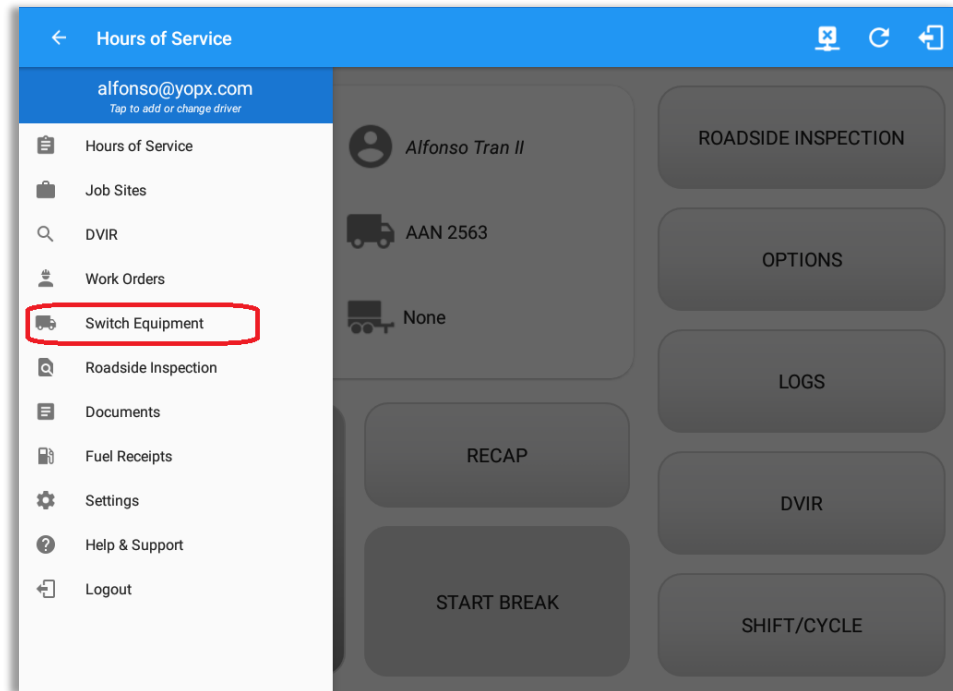 Hours of Service
alfonso@yopx.com
Tap to add or change driver
Hours of Service
Job Sites
DVIR
Work Orders
Switch Equipment
Roadside Inspection
Documents
Fuel Receipts
Settings
Help & Support
Logout
Alfonso Tran II
AAN 2563
None
RECAP
START BREAK
ROADSIDE INSPECTION
OPTIONS
LOGS
DVIR
SHIFT/CYCLE